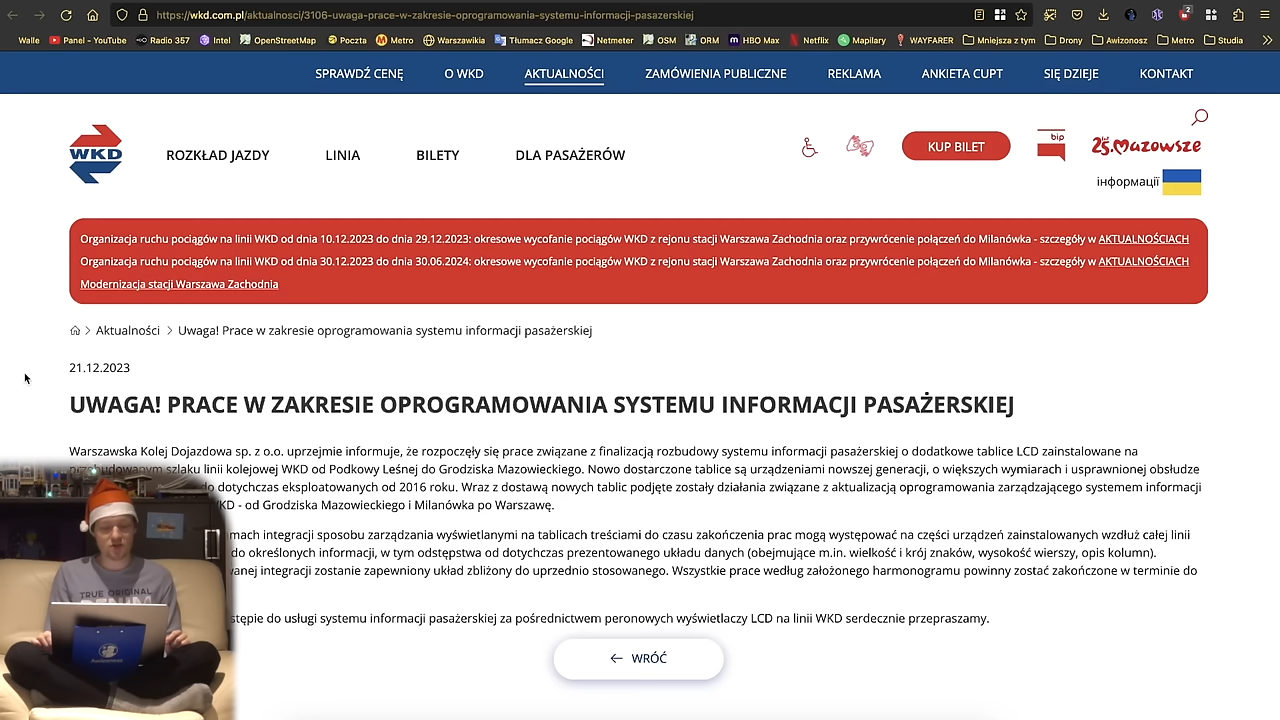 https://wkd.com.pl/aktualnosci/3106-uwaga-prace-w-zakresie-oprogramowania-systemu-informacji-pasazerskiej
2
Walle Panel - YouTube Radio 357 Intel OpenStreetMap Poczta Metro Warszawikia Tłumacz Google Netmeter OSM ORM HBO Max Netflix Mapilary WAYFARER Mniejsza z tym Drony Awizonosz Metro Studia
SPRAWDŹ CENĘ O WKD AKTUALNOŚCI ZAMÓWIENIA PUBLICZNE REKLAMA ANKIETA CUPT SIĘ DZIEJE KONTAKT
WKD ROZKŁAD JAZDY LINIA BILETY DLA PASAŻERÓW KUP BILET bip 25 lat Mazowsze
інформації
Organizacja ruchu pociągów na linii WKD od dnia 10.12.2023 do dnia 29.12.2023: okresowe wycofanie pociągów WKD z rejonu stacji Warszawa Zachodnia oraz przywrócenie połączeń do Milanówka - szczegóły w AKTUALNOŚCIACH
Organizacja ruchu pociągów na linii WKD od dnia 30.12.2023 do dnia 30.06.2024: okresowe wycofanie pociągów WKD z rejonu stacji Warszawa Zachodnia oraz przywrócenie połączeń do Milanówka - szczegóły w AKTUALNOŚCIACH
Modernizacja stacji Warszawa Zachodnia
Aktualności Uwaga! Prace w zakresie oprogramowania systemu informacji pasażerskiej
21.12.2023
UWAGA! PRACE W ZAKRESIE OPROGRAMOWANIA SYSTEMU INFORMACJI PASAŻERSKIEJ
Warszawska Kolej Dojazdowa sp. z o.o. uprzejmie informuje, że rozpoczęły się prace związane z finalizacją rozbudowy systemu informacji pasażerskiej o dodatkowe tablice LCD zainstalowane na
przebudowanym szlaku linii kolejowej WKD od Podkowy Leśnej do Grodziska Mazowieckiego. Nowo dostarczone tablice są urządzeniami nowszej generacji, o większych wymiarach i usprawnionej obsłudze
do dotychczas eksploatowanych od 2016 roku. Wraz z dostawą nowych tablic podjęte zostały działania związane z aktualizacją oprogramowania zarządzającego systemem informacji
WKD - od Grodziska Mazowieckiego i Milanówka po Warszawę.
mach integracji sposobu zarządzania wyświetlanymi na tablicach treściami do czasu zakończenia prac mogą występować na części urządzeń zainstalowanych wzdłuż całej linii
do określonych informacji, w tym odstępstwa od dotychczas prezentowanego układu danych (obejmujące m.in. wielkość i krój znaków, wysokość wierszy, opis kolumn).
wanej integracji zostanie zapewniony układ zbliżony do uprzednio stosowanego. Wszystkie prace według założonego harmonogramu powinny zostać zakończone w terminie do
stępie do usługi systemu informacji pasażerskiej za pośrednictwem peronowych wyświetlaczy LCD na linii WKD serdecznie przepraszamy.
TRUE ORIGINAL
DENIM
Awizonosz
WRÓĆ